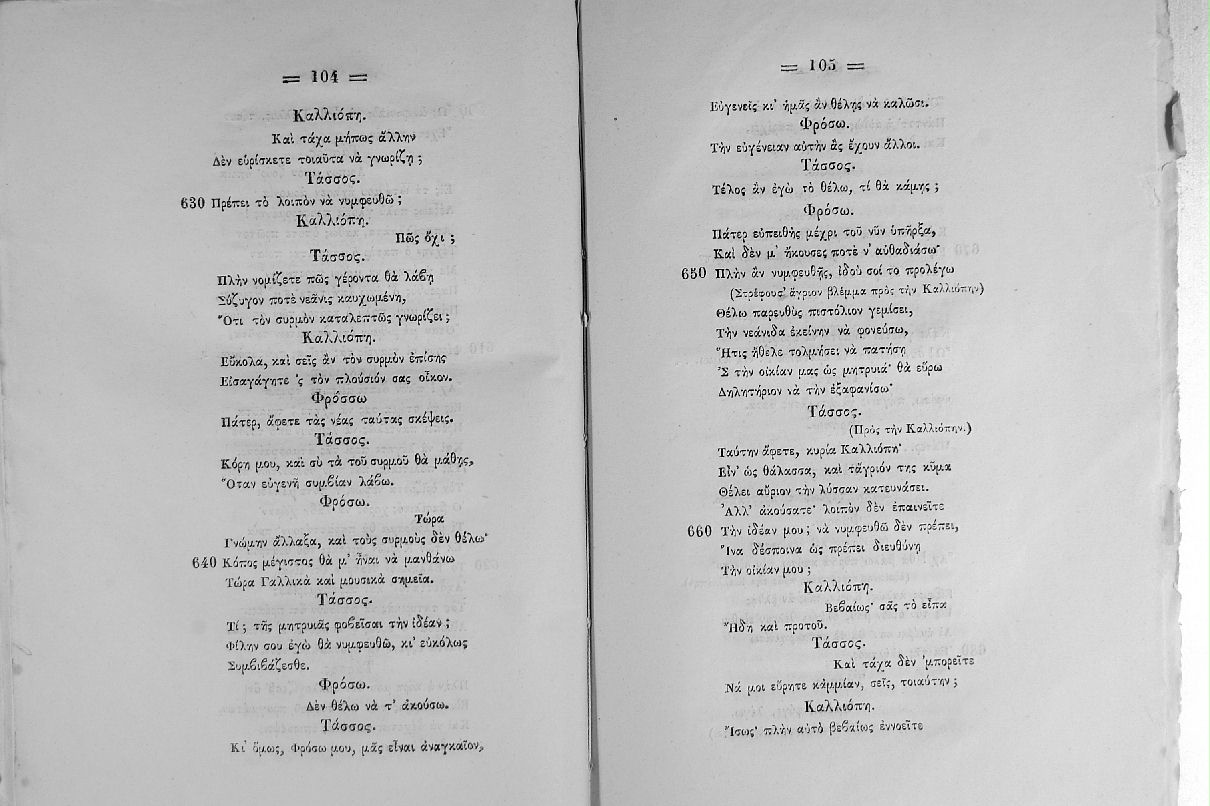 = 104 =
Καλλιόπη.
Καὶ τάχα μήπως ἄλλην
Δὲν εὑρίσκετε τοιαῦτα νὰ γνωρίζῃ ;
Τάσσος.
630 Πρέπει τὸ λοιπὸν νὰ νυμφευθῶ ;
Καλλιόπη.
Πῶς ὄχι ;
Τάσσος.
Πλὴν νομίζετε πῶς γέροντα θὰ λάβῃ
Σύζυγον ποτὲ νεᾶνις καυχωμένη,
Ὅτι τὸν συρμὸν καταλεπτῶς γνωρίζει ;
Καλλιόπη.
Εὔκολα, καὶ σεῖς ἂν τὸν συρμὸν ἐπίσης
Εἰσαγάγητε 'ς τὸν πλούσιόν σας οἶκον.
Φρόσσω
Πάτερ, ἄφετε τὰς νέας ταύτας σκέψεις.
Τάσσος.
Κόρη μου, καὶ σὺ τὰ τοῦ συρμοῦ θὰ μάθῃς,
Ὅταν εὐγενῆ συμβίαν λάβω.
Φρόσω.
Τώρα
Γνώμην ἄλλαξα, καὶ τοὺς συρμοὺς δὲν θέλω·
640 Κόπος μέγιστος θὰ μ' ᾖναι νὰ μανθάνω
Τώρα Γαλλικὰ καὶ μουσικὰ σημεῖα.
Τάσσος.
Τί ; τῆς μητρυιᾶς φοβεῖσαι τὴν ἰδέαν ;
Φίλην σου ἐγὼ θὰ νυμφευθῶ, κι' εὐκόλως
Συμβιβάζεσθε.
Φρόσω.
Δὲν θέλω νὰ τ' ἀκούσω.
Τάσσος.
Κι' ὅμως, Φρόσω μου, μᾶς εἶναι ἀναγκαῖον,
= 105 =
Εὐγενεῖς κι' ἡμᾶς ἂν θέλῃς νὰ καλῶσι.
Φρόσω.
Τὴν εὐγένειαν αὐτὴν ἂς ἔχουν ἄλλοι.
Τάσσος.
Τέλος ἂν ἐγὼ τὸ θέλω, τί θὰ κάμῃς ;
Φρόσω.
Πάτερ εὐπειθὴς μέχρι τοῦ νῦν ὑπῆρξα,
Καὶ δὲν μ' ἤκουσες ποτὲ ν' αὐθαδιάσω·
650 Πλὴν ἂν νυμφευθῇς, ἰδού σοί το προλέγω
(Στρέφουσ' ἄγριον βλέμμα πρὸς τὴν Καλλιόπην)
Θέλω παρευθὺς πιστόλιον γεμίσει,
Τὴν νεάνιδα ἐκείνην νὰ φονεύσω,
Ἥτις ἤθελε τολμήσει νὰ πατήσῃ
'Σ τὴν οἰκίαν μας ὡς μητρυιά· θὰ εὕρω
Δηλητήριον νὰ τὴν ἐξαφανίσω·
Τάσσος.
(Πρὸς τὴν Καλλιόπην.)
Ταύτην ἄφετε, κυρία Καλλιόπη·
Εἶν' ὡς θάλασσα, καὶ τἄγριόν της κῦμα
Θέλει αὔριον τὴν λύσσαν κατευνάσει.
Ἀλλ' ἀκούσατε· λοιπὸν δὲν ἐπαινεῖτε
660 Τὴν ἰδέαν μου ; νὰ νυμφευθῶ δὲν πρέπει,
Ἵνα δέσποινα ὡς πρέπει διευθύνῃ
Τὴν οἰκίαν μου ;
Καλλιόπη.
Βεβαίως· σᾶς τὸ εἶπα
Ἤδη καὶ προτοῦ.
Τάσσος.
Καὶ τάχα δὲν 'μπορεῖτε
Νά μοι εὕρητε κἀμμίαν, σεῖς, τοιαύτην ;
Καλλιόπη.
Ἴσως· πλὴν αὐτὸ βεβαίως ἐννοεῖτε